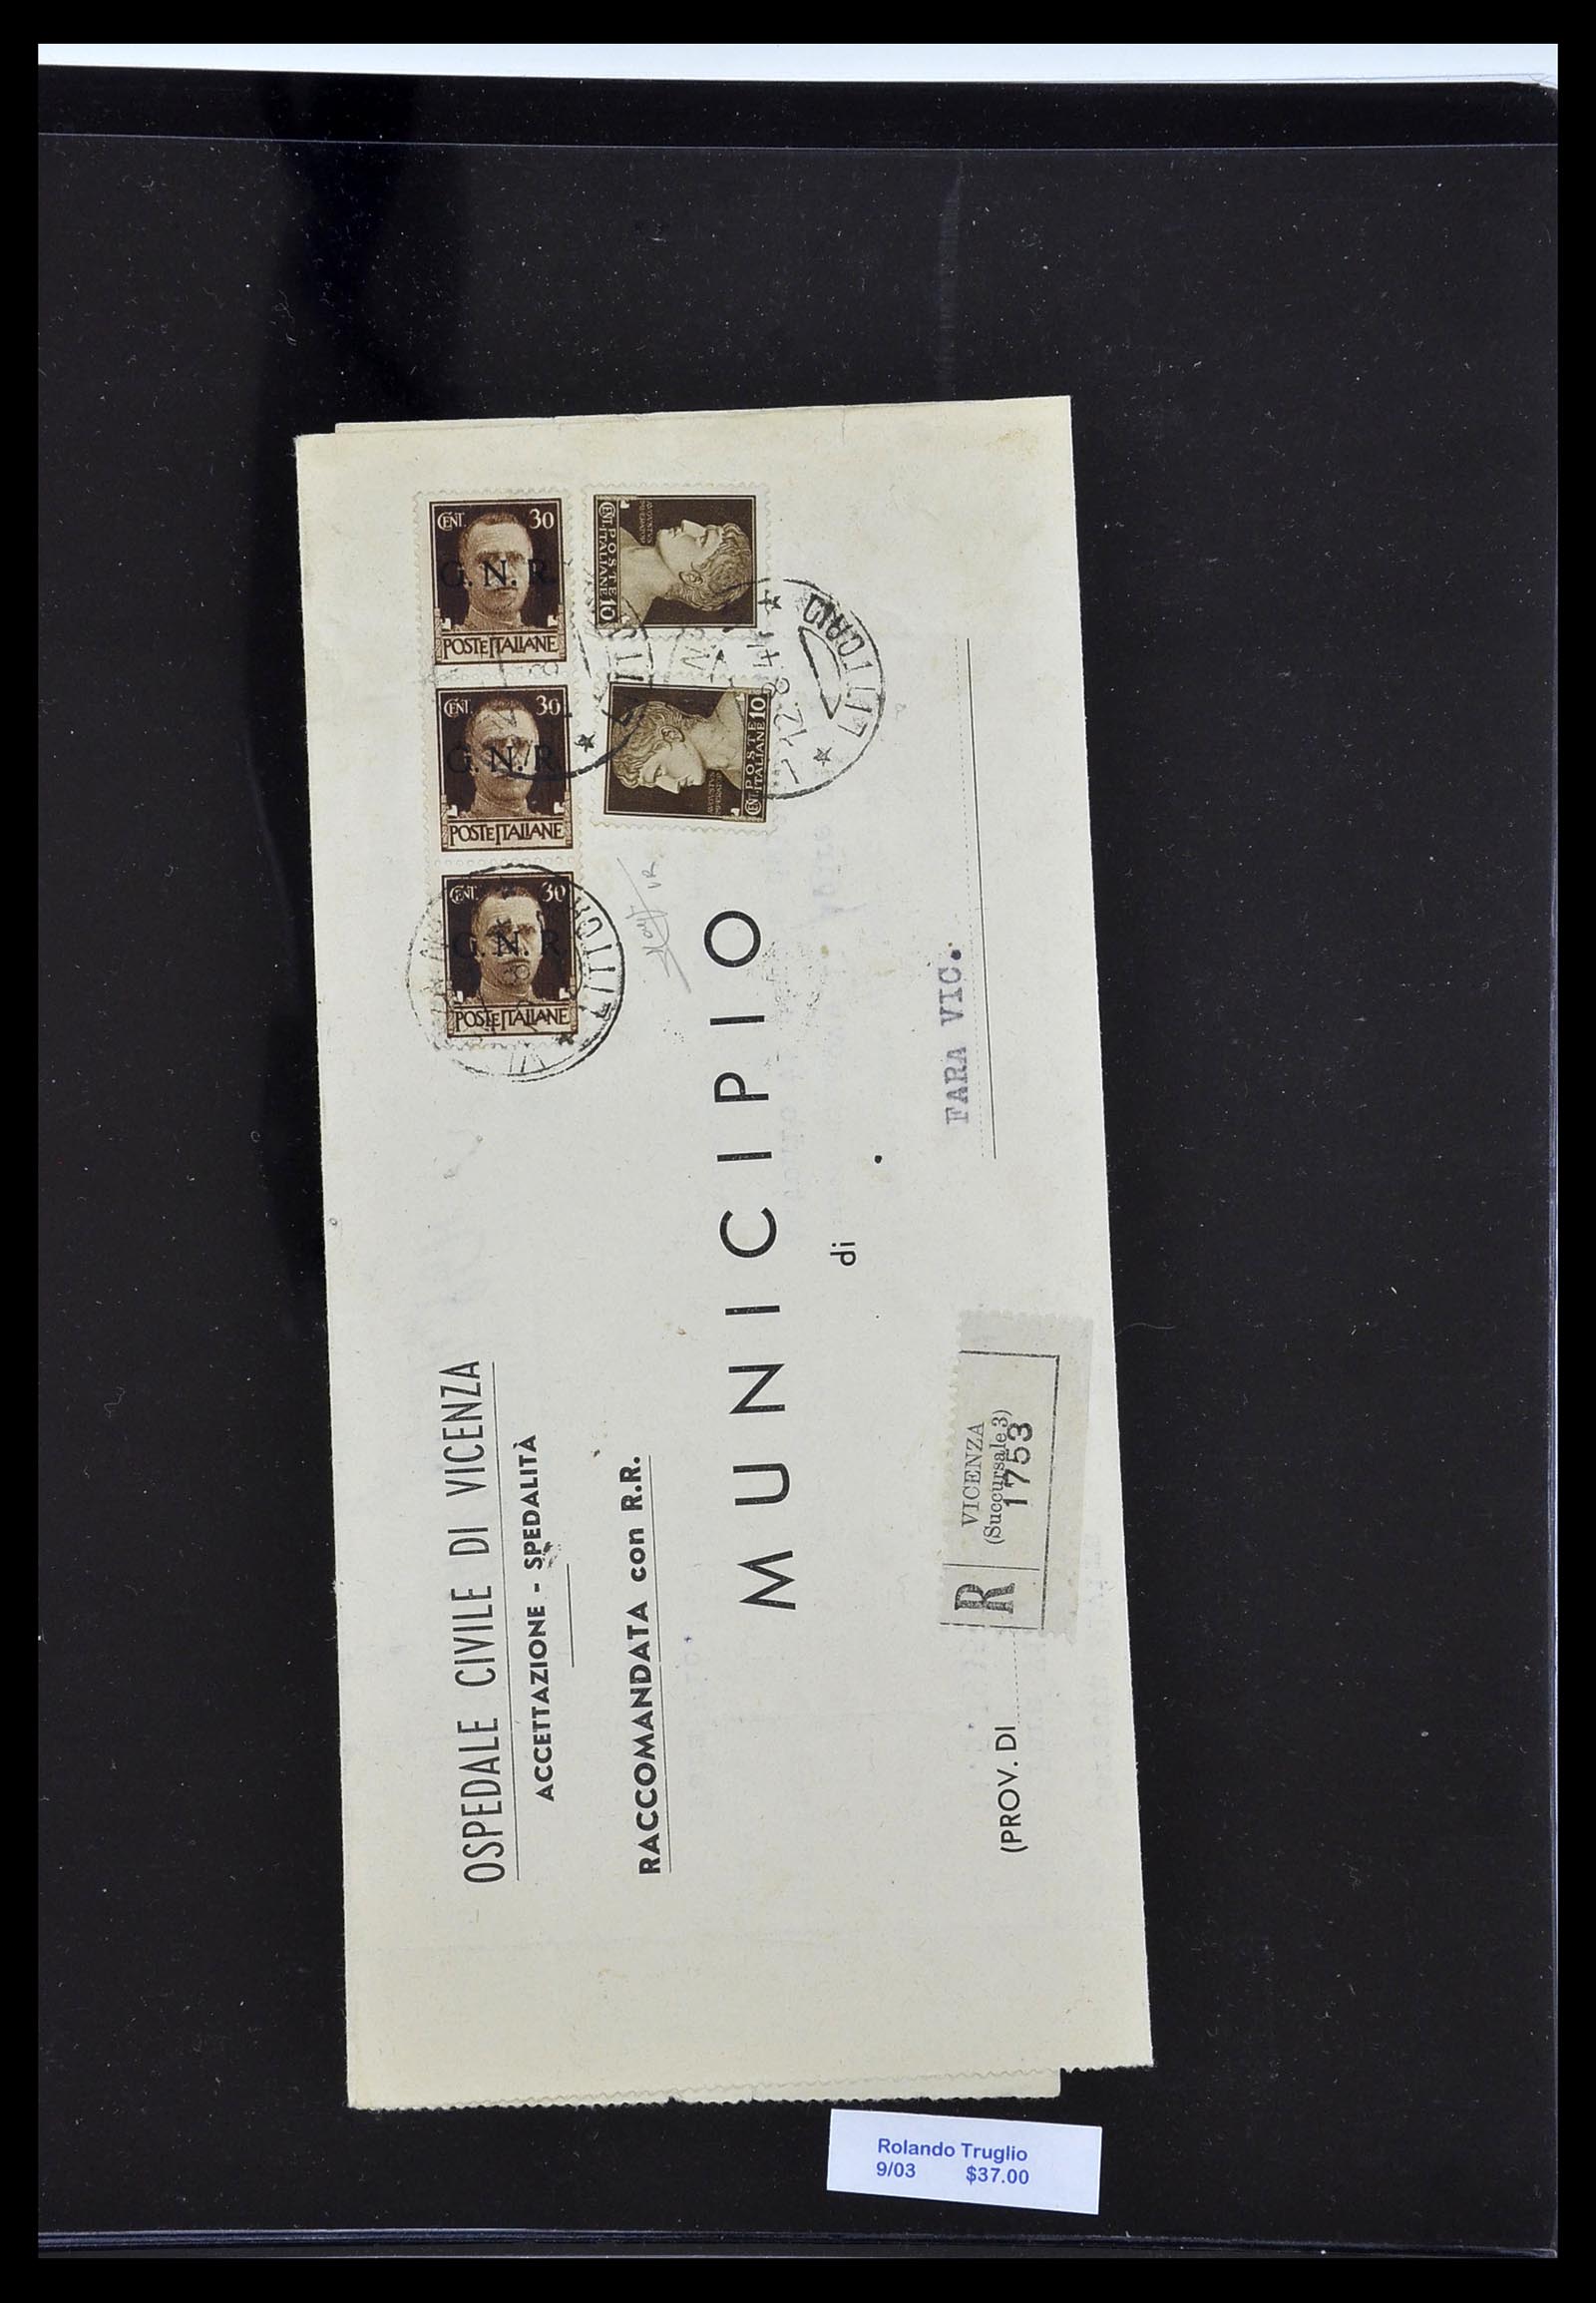 CENT. 30
G. N. R.
POSTE ITALIANE
CENT. 30
G. N. R.
POSTE ITALIANE
CENT. 30
G. N. R.
POSTE ITALIANE
CENT. POSTE ITALIANE 10
CENT. POSTE ITALIANE 10
OSPEDALE CIVILE DI VICENZA
ACCETTAZIONE - SPEDALITÀ
RACCOMANDATA con R.R.
MUNICIPIO
di
FARA VIC.
R
VICENZA
(Succursale 3)
1753
(PROV. DI
Rolando Truglio
9/03 $37.00